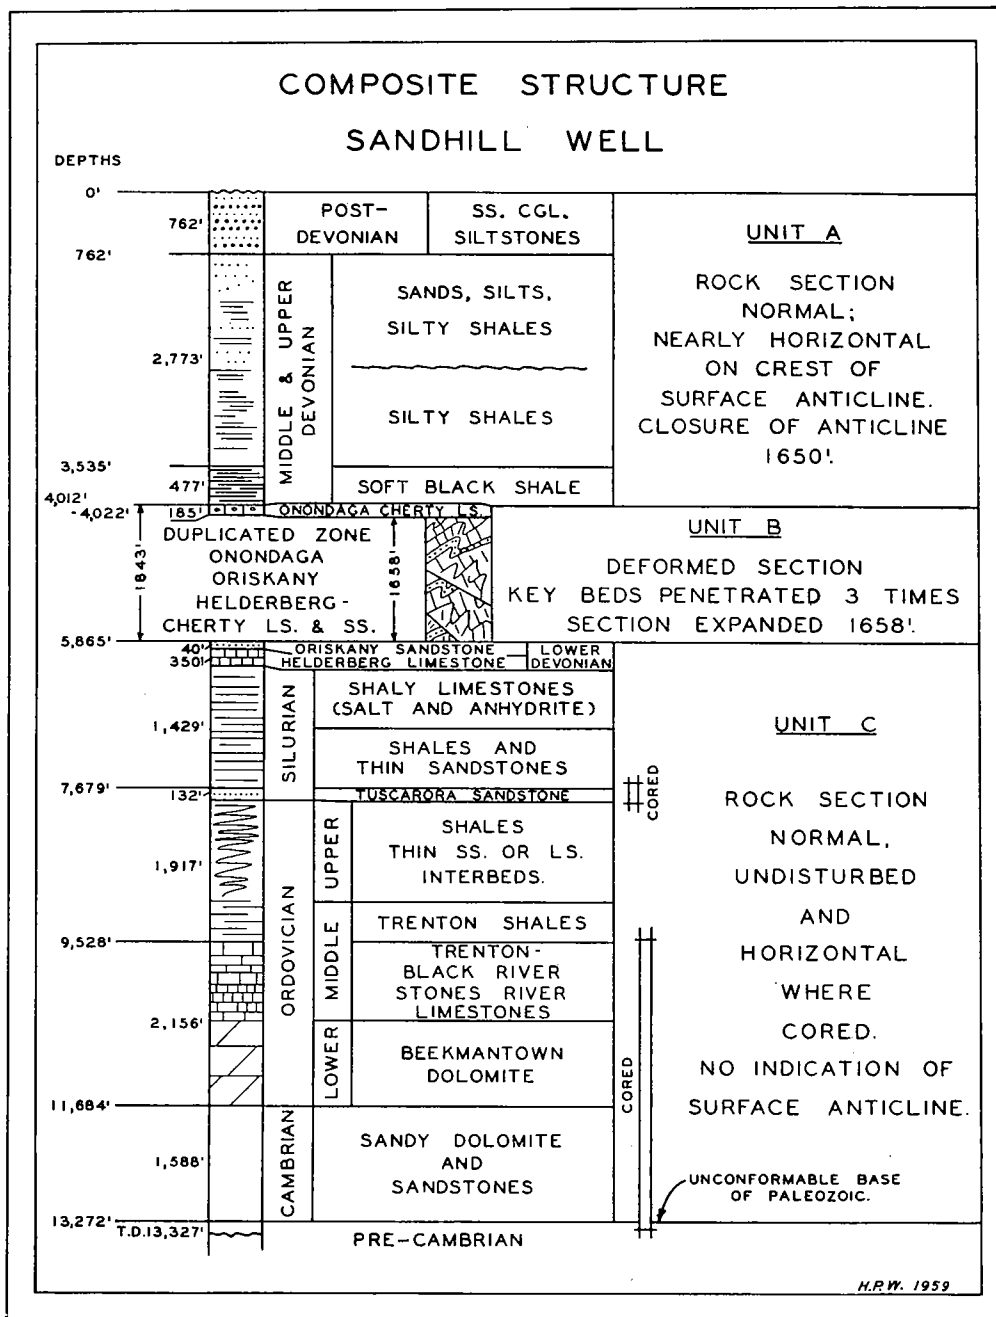 COMPOSITE STRUCTURE
SANDHILL WELL
DEPTHS
0'
762'
762'
2,773'
3,535'
477'
4,012'
-4,022'
185'
1843'
1658'
5,865'
40'
350'
1,429'
7,679'
132'
1,917'
9,528'
2,156'
11,684'
1,588'
13,272'
T.D.13,327'
POST-
DEVONIAN
SS. CGL.
SILTSTONES
MIDDLE & UPPER
DEVONIAN
SANDS, SILTS,
SILTY SHALES
SILTY SHALES
SOFT BLACK SHALE
ONONDAGA CHERTY LS.
DUPLICATED ZONE
ONONDAGA
ORISKANY
HELDERBERG-
CHERTY LS. & SS.
ORISKANY SANDSTONE
HELDERBERG LIMESTONE
LOWER
DEVONIAN
SILURIAN
SHALY LIMESTONES
(SALT AND ANHYDRITE)
SHALES AND
THIN SANDSTONES
TUSCARORA SANDSTONE
ORDOVICIAN
UPPER
SHALES
THIN SS. OR LS.
INTERBEDS.
MIDDLE
TRENTON SHALES
TRENTON-
BLACK RIVER
STONES RIVER
LIMESTONES
LOWER
BEEKMANTOWN
DOLOMITE
CAMBRIAN
SANDY DOLOMITE
AND
SANDSTONES
PRE-CAMBRIAN
UNIT A
ROCK SECTION
NORMAL;
NEARLY HORIZONTAL
ON CREST OF
SURFACE ANTICLINE.
CLOSURE OF ANTICLINE
1650'.
UNIT B
DEFORMED SECTION
KEY BEDS PENETRATED 3 TIMES
SECTION EXPANDED 1658'.
UNIT C
CORED
ROCK SECTION
NORMAL,
UNDISTURBED
AND
HORIZONTAL
WHERE
CORED.
NO INDICATION OF
SURFACE ANTICLINE.
CORED
UNCONFORMABLE BASE
OF PALEOZOIC.
H.P.W. 1959